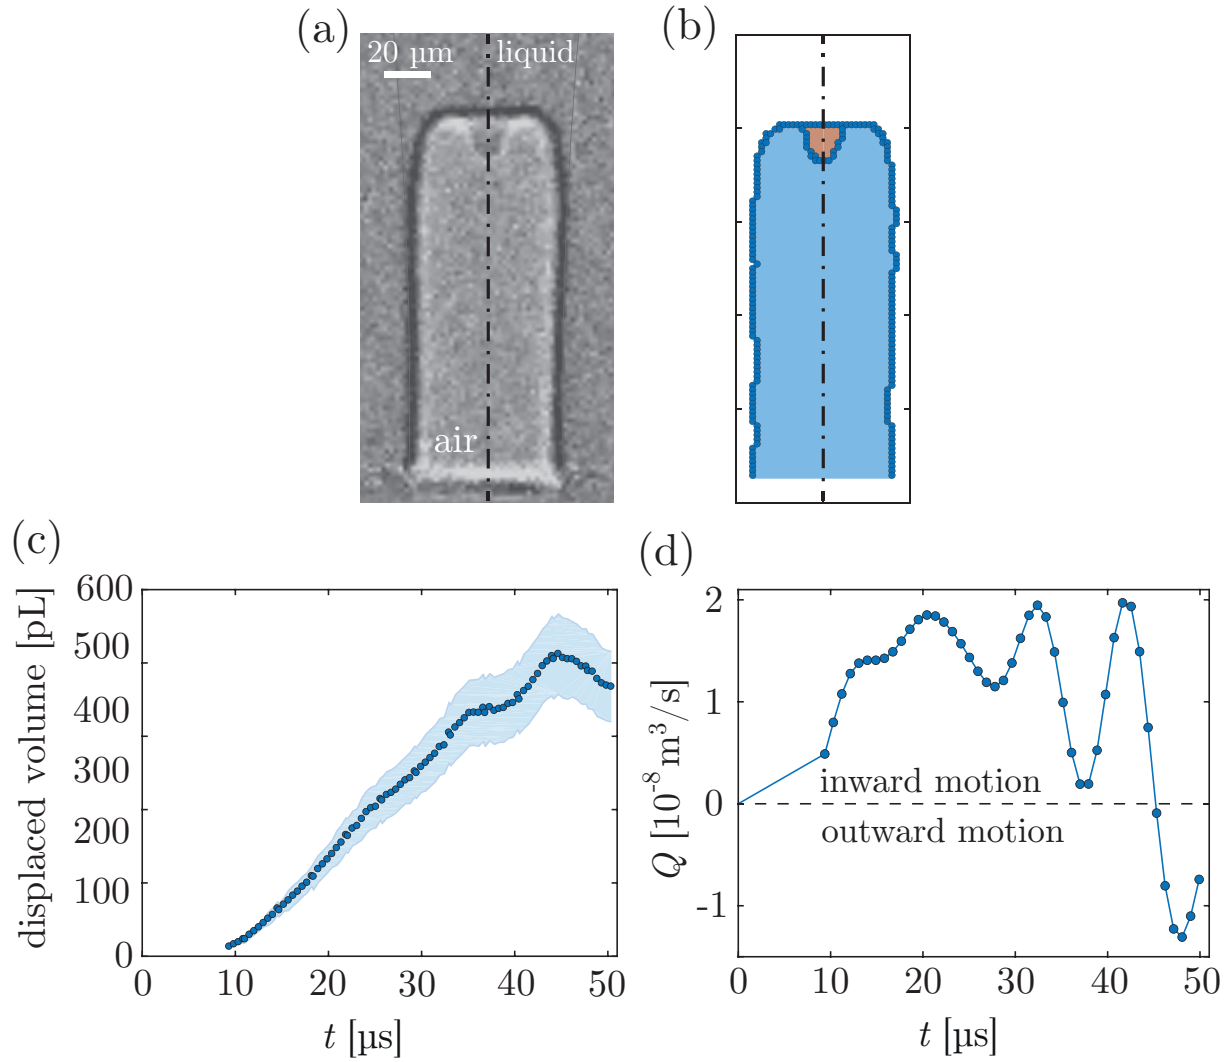 (a)
20 µm
liquid
air
(b)
(c)
displaced volume [pL]
600
500
400
300
200
100
0
0
10
20
30
40
50
t [µs]
(d)
Q [10⁻⁸ m³/s]
2
1
0
-1
inward motion
outward motion
0
10
20
30
40
50
t [µs]